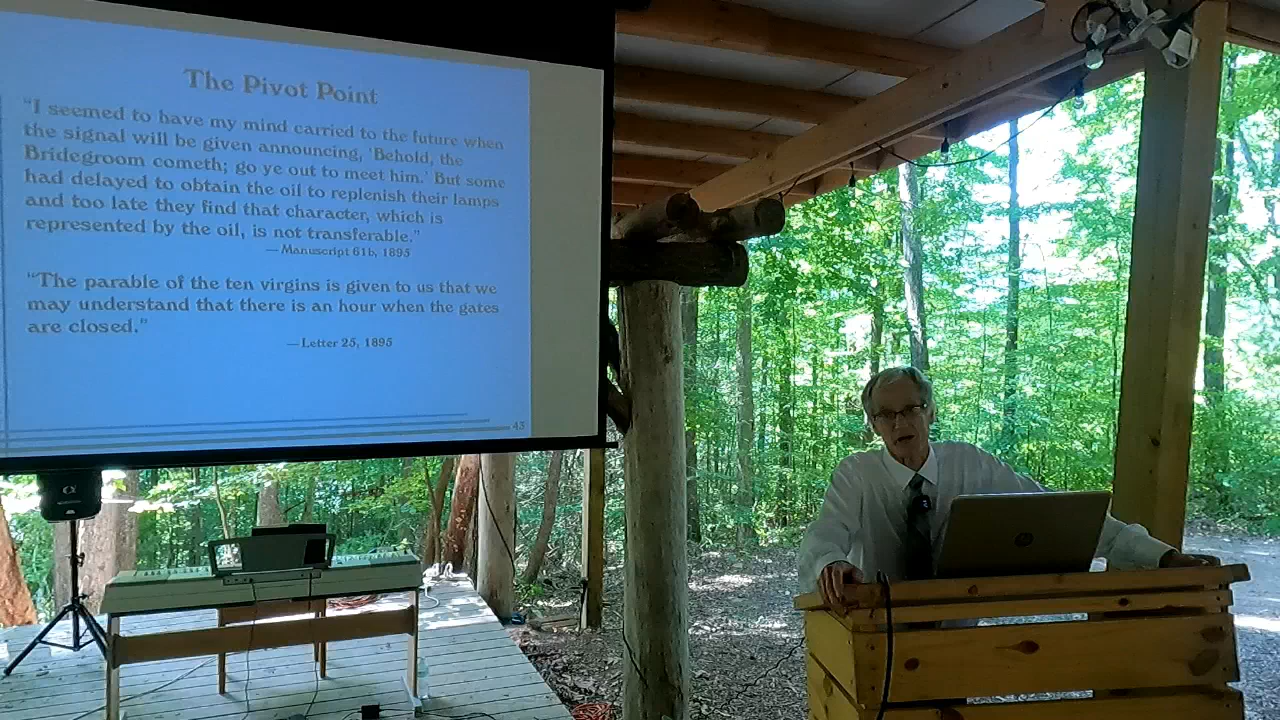 The Pivot Point
"I seemed to have my mind carried to the future when
the signal will be given announcing, 'Behold, the
Bridegroom cometh; go ye out to meet him.' But some
had delayed to obtain the oil to replenish their lamps
and too late they find that character, which is
represented by the oil, is not transferable."
—Manuscript 61b, 1895
"The parable of the ten virgins is given to us that we
may understand that there is an hour when the gates
are closed."
—Letter 25, 1895
43
hp